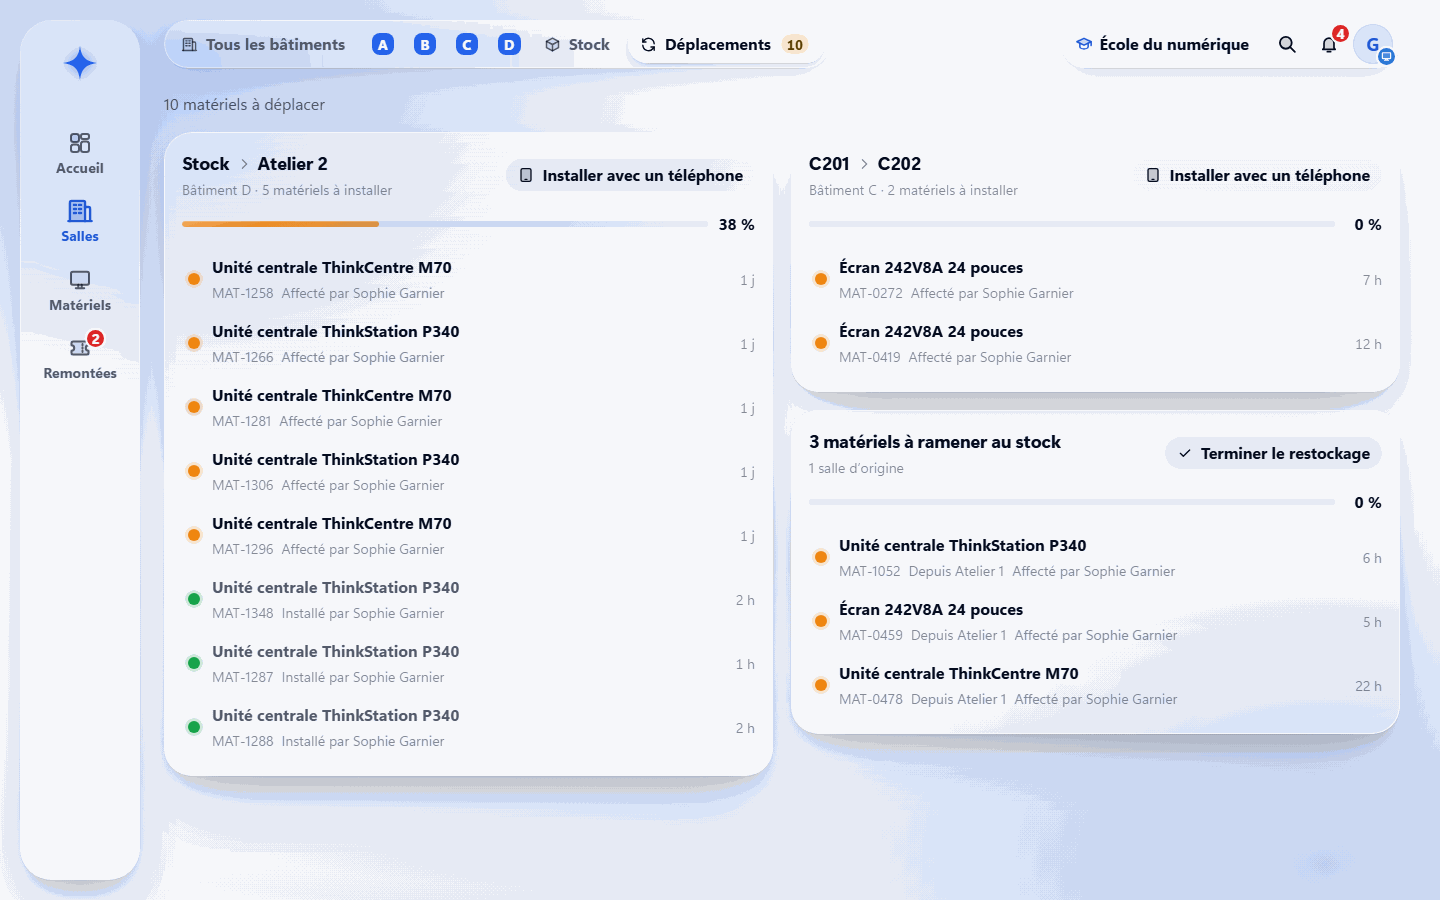 Tous les bâtiments
A
B
C
D
Stock
Déplacements
10
École du numérique
4
G
Accueil
Salles
Matériels
2
Remontées
10 matériels à déplacer
Stock > Atelier 2
Bâtiment D · 5 matériels à installer
Installer avec un téléphone
38 %
Unité centrale ThinkCentre M70
MAT-1258 Affecté par Sophie Garnier
1 j
Unité centrale ThinkStation P340
MAT-1266 Affecté par Sophie Garnier
1 j
Unité centrale ThinkCentre M70
MAT-1281 Affecté par Sophie Garnier
1 j
Unité centrale ThinkStation P340
MAT-1306 Affecté par Sophie Garnier
1 j
Unité centrale ThinkCentre M70
MAT-1296 Affecté par Sophie Garnier
1 j
Unité centrale ThinkStation P340
MAT-1348 Installé par Sophie Garnier
2 h
Unité centrale ThinkStation P340
MAT-1287 Installé par Sophie Garnier
1 h
Unité centrale ThinkStation P340
MAT-1288 Installé par Sophie Garnier
2 h
C201 > C202
Bâtiment C · 2 matériels à installer
Installer avec un téléphone
0 %
Écran 242V8A 24 pouces
MAT-0272 Affecté par Sophie Garnier
7 h
Écran 242V8A 24 pouces
MAT-0419 Affecté par Sophie Garnier
12 h
3 matériels à ramener au stock
1 salle d'origine
Terminer le restockage
0 %
Unité centrale ThinkStation P340
MAT-1052 Depuis Atelier 1 Affecté par Sophie Garnier
6 h
Écran 242V8A 24 pouces
MAT-0459 Depuis Atelier 1 Affecté par Sophie Garnier
5 h
Unité centrale ThinkCentre M70
MAT-0478 Depuis Atelier 1 Affecté par Sophie Garnier
22 h